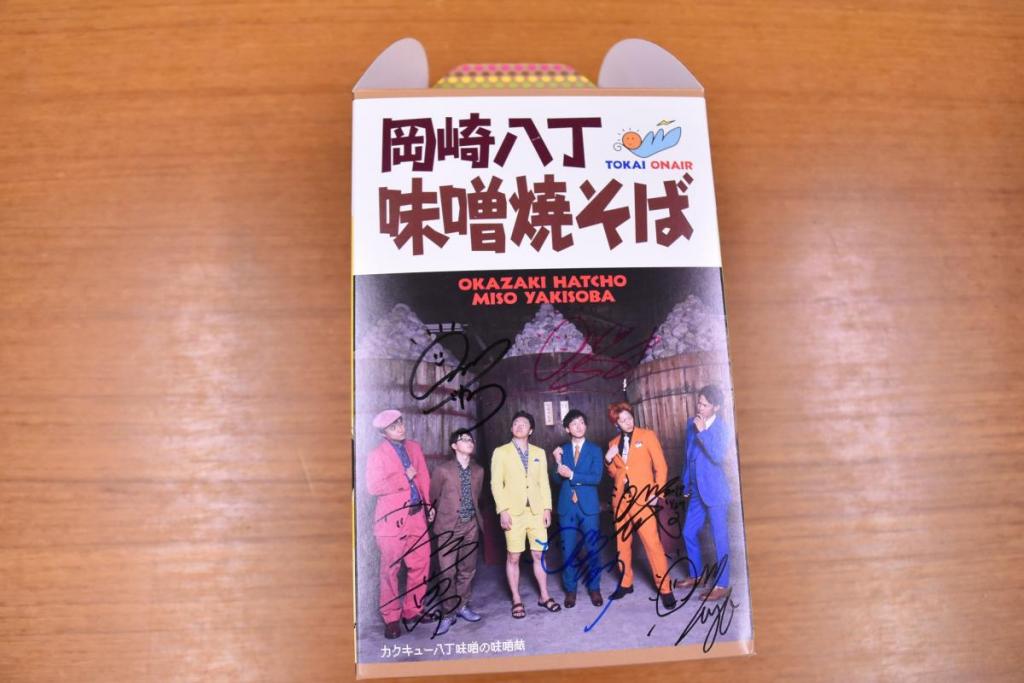 岡崎八丁
TOKAI ONAIR
味噌焼そば
OKAZAKI HATCHO
MISO YAKISOBA
カクキュー八丁味噌の味噌蔵